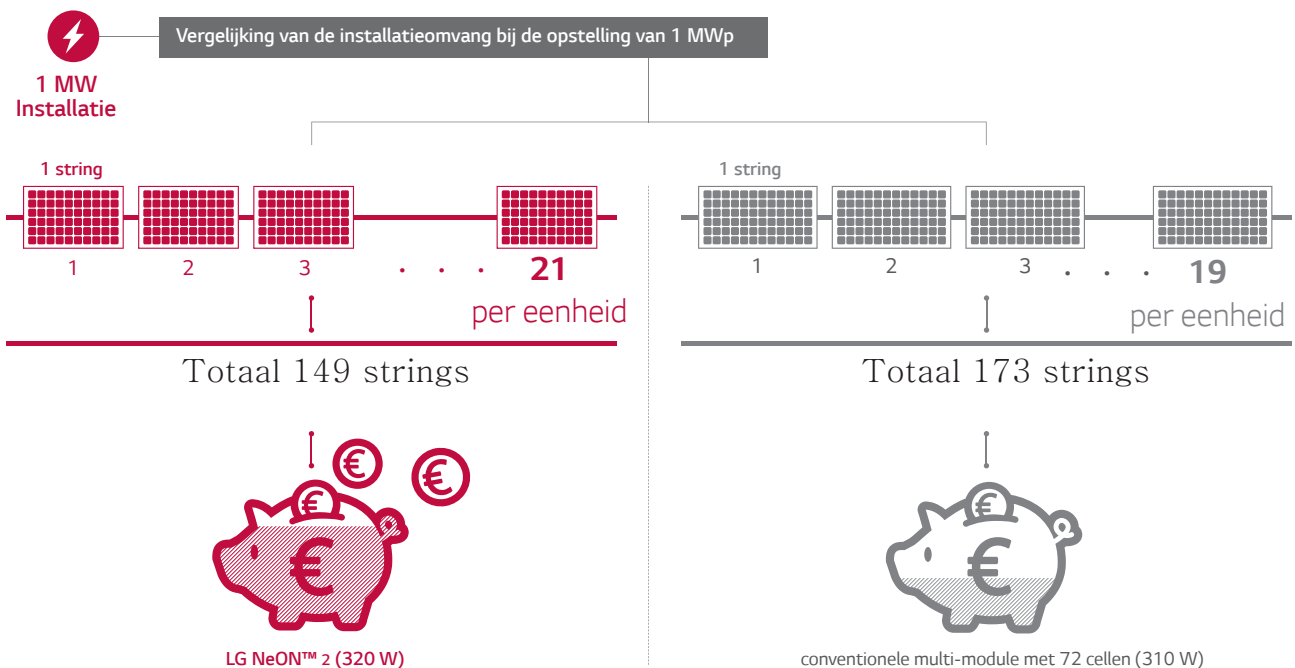 Vergelijking van de installatieomvang bij de opstelling van 1 MWp
1 MW
Installatie
1 string
1 2 3 . . . 21
per eenheid
Totaal 149 strings
€ € €
€
LG NeON™ 2 (320 W)
1 string
1 2 3 . . . 19
per eenheid
Totaal 173 strings
€
€
conventionele multi-module met 72 cellen (310 W)